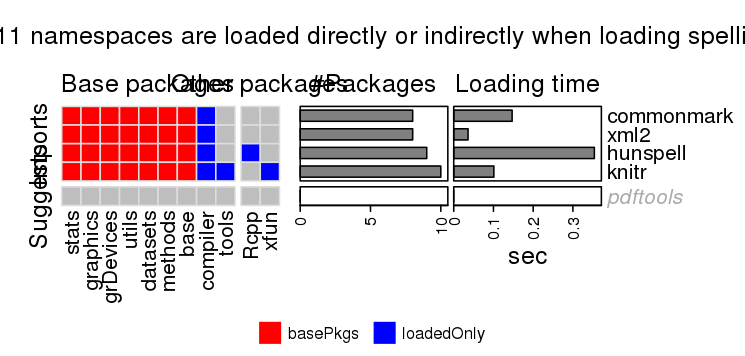 11 namespaces are loaded directly or indirectly when loading spelli
Base packages
Other packages
#Packages
Loading time
Imports
Suggests
commonmark
xml2
hunspell
knitr
pdftools
stats
graphics
grDevices
utils
datasets
methods
base
compiler
tools
Rcpp
xfun
0
5
10
0
0.1
0.2
0.3
sec
basePkgs
loadedOnly